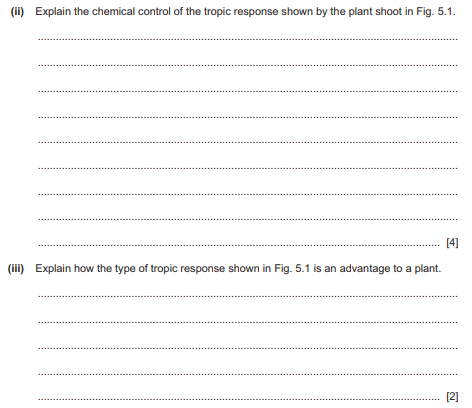 (ii) Explain the chemical control of the tropic response shown by the plant shoot in Fig. 5.1.
[4]
(iii) Explain how the type of tropic response shown in Fig. 5.1 is an advantage to a plant.
[2]